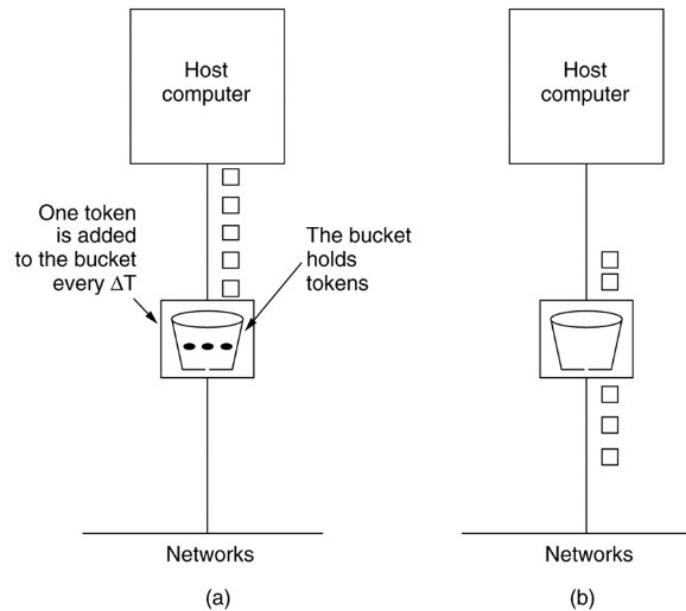 Host
computer
One token
is added
to the bucket
every ΔT
The bucket
holds
tokens
Networks
(a)
Host
computer
Networks
(b)